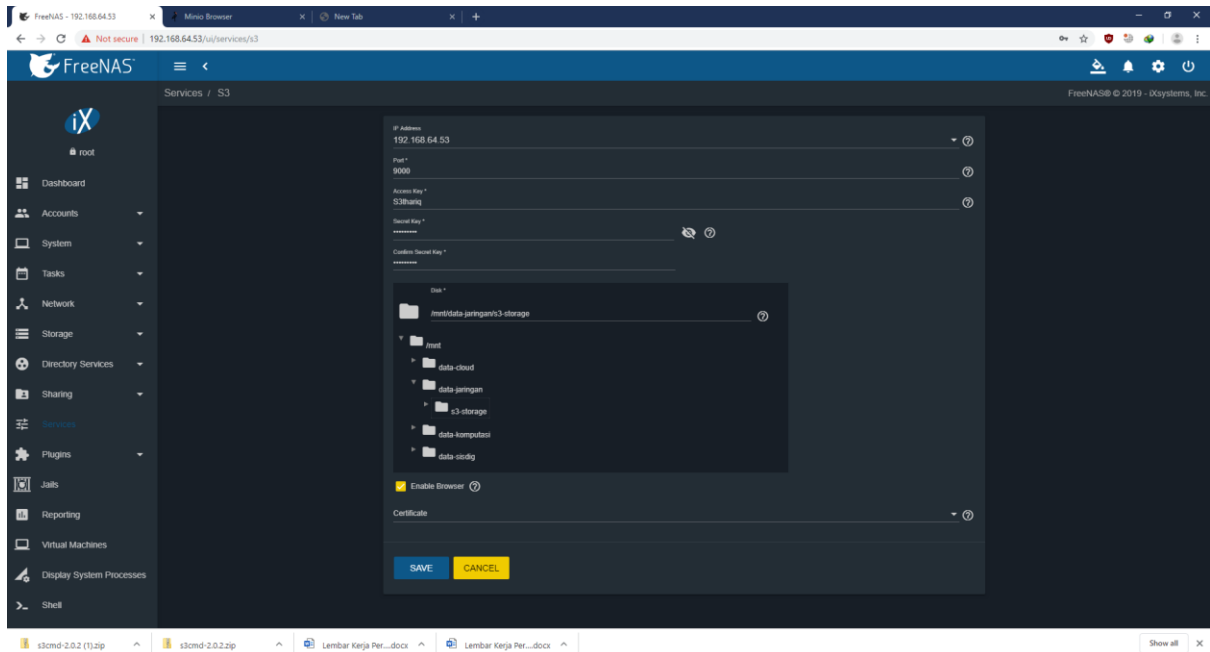 FreeNAS - 192.168.64.53
Minio Browser
New Tab
Not secure
192.168.64.53/ui/services/s3
FreeNAS
Services / S3
FreeNAS® © 2019 - iXsystems, Inc.
iX
root
Dashboard
Accounts
System
Tasks
Network
Storage
Directory Services
Sharing
Services
Plugins
Jails
Reporting
Virtual Machines
Display System Processes
Shell
IP Address
192.168.64.53
Port *
9000
Access Key *
S3thariq
Secret Key *
•••••••••
Confirm Secret Key *
•••••••••
Disk *
/mnt/data-jaringan/s3-storage
/mnt
data-cloud
data-jaringan
s3-storage
data-komputasi
data-sisdig
Enable Browser
Certificate
SAVE
CANCEL
s3cmd-2.0.2 (1).zip
s3cmd-2.0.2.zip
Lembar Kerja Per....docx
Lembar Kerja Per....docx
Show all